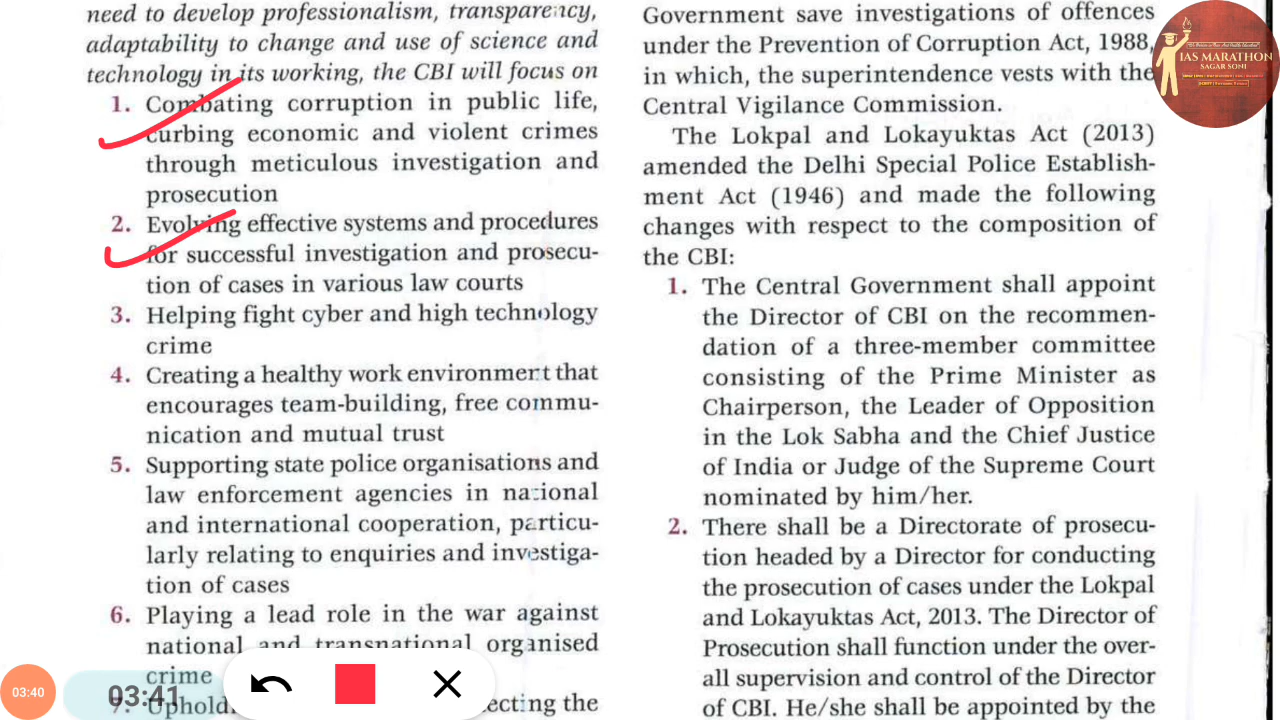 need to develop professionalism, transparency,
adaptability to change and use of science and
technology in its working, the CBI will focus on
1. Combating corruption in public life,
curbing economic and violent crimes
through meticulous investigation and
prosecution
2. Evolving effective systems and procedures
for successful investigation and prosecu-
tion of cases in various law courts
3. Helping fight cyber and high technology
crime
4. Creating a healthy work environment that
encourages team-building, free commu-
nication and mutual trust
5. Supporting state police organisations and
law enforcement agencies in national
and international cooperation, particu-
larly relating to enquiries and investiga-
tion of cases
6. Playing a lead role in the war against
national and transnational organised
crime
7. Uphold
ecting the
Government save investigations of offences
under the Prevention of Corruption Act, 1988,
in which, the superintendence vests with the
Central Vigilance Commission.
The Lokpal and Lokayuktas Act (2013)
amended the Delhi Special Police Establish-
ment Act (1946) and made the following
changes with respect to the composition of
the CBI:
1. The Central Government shall appoint
the Director of CBI on the recommen-
dation of a three-member committee
consisting of the Prime Minister as
Chairperson, the Leader of Opposition
in the Lok Sabha and the Chief Justice
of India or Judge of the Supreme Court
nominated by him/her.
2. There shall be a Directorate of prosecu-
tion headed by a Director for conducting
the prosecution of cases under the Lokpal
and Lokayuktas Act, 2013. The Director of
Prosecution shall function under the over-
all supervision and control of the Director
of CBI. He/she shall be appointed by the
IAS MARATHON
SAGAR SONI
03:40
03:41